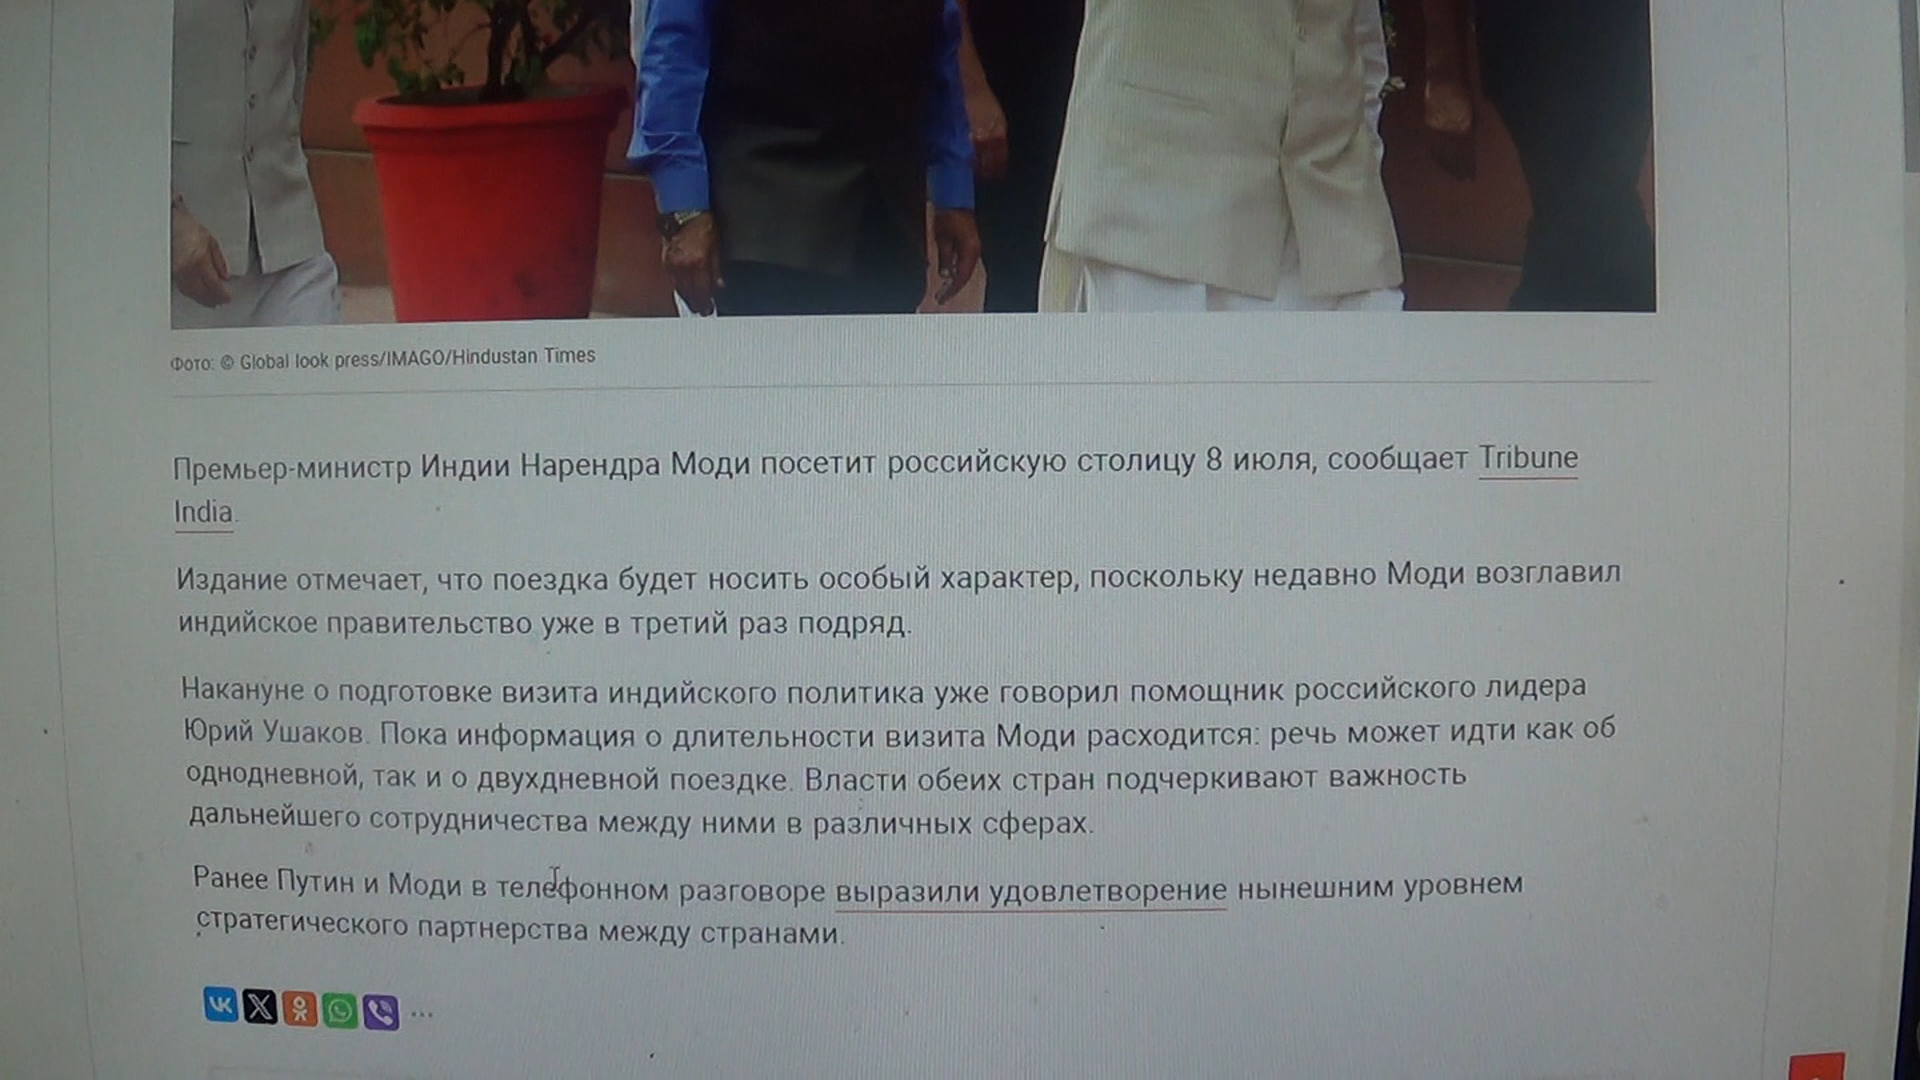 Фото: © Global look press/IMAGO/Hindustan Times
Премьер-министр Индии Нарендра Моди посетит российскую столицу 8 июля, сообщает Tribune
India.
Издание отмечает, что поездка будет носить особый характер, поскольку недавно Моди возглавил
индийское правительство уже в третий раз подряд.
Накануне о подготовке визита индийского политика уже говорил помощник российского лидера
Юрий Ушаков. Пока информация о длительности визита Моди расходится: речь может идти как об
однодневной, так и о двухдневной поездке. Власти обеих стран подчеркивают важность
дальнейшего сотрудничества между ними в различных сферах.
Ранее Путин и Моди в телефонном разговоре выразили удовлетворение нынешним уровнем
стратегического партнерства между странами.